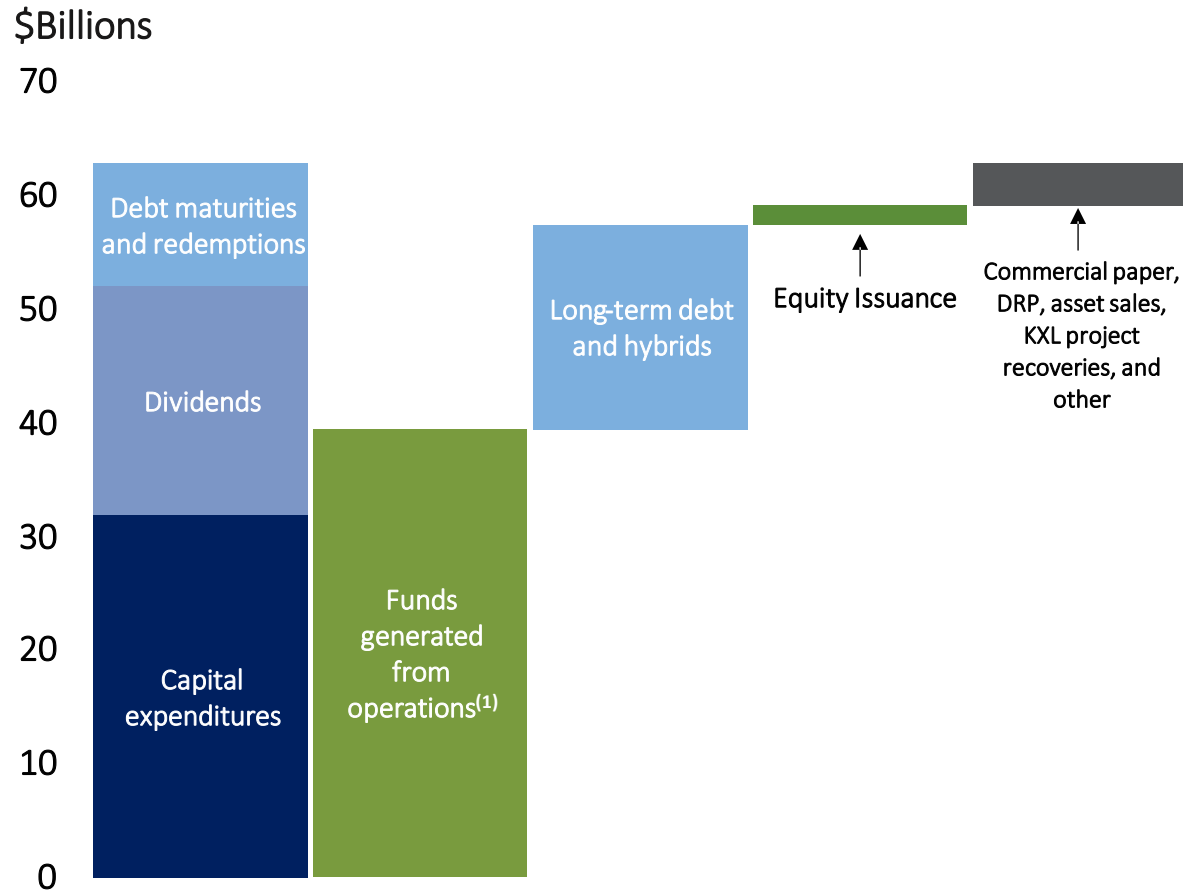 $Billions
70
60
50
40
30
20
10
0
Debt maturities
and redemptions
Dividends
Capital
expenditures
Funds
generated
from
operations(1)
Long-term debt
and hybrids
Equity Issuance
Commercial paper,
DRP, asset sales,
KXL project
recoveries, and
other